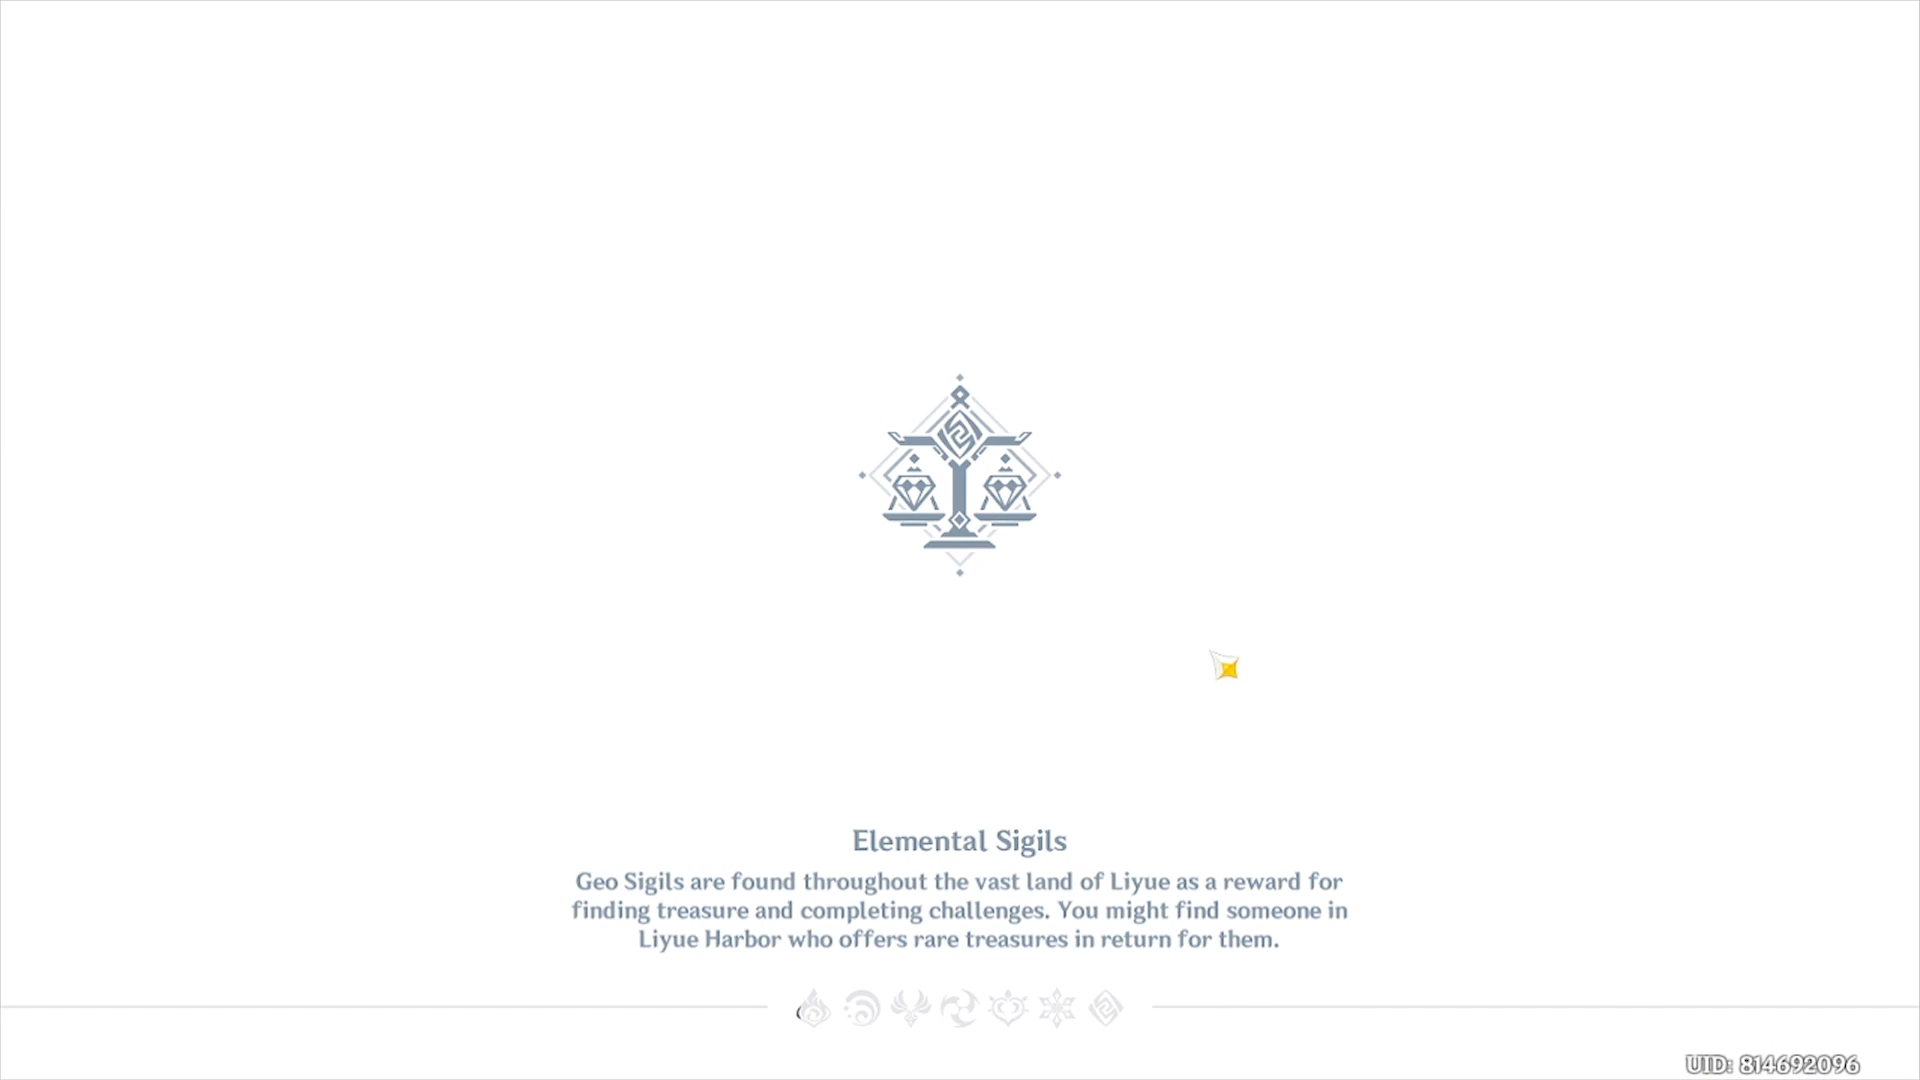 Elemental Sigils
Geo Sigils are found throughout the vast land of Liyue as a reward for
finding treasure and completing challenges. You might find someone in
Liyue Harbor who offers rare treasures in return for them.
UID: 814692096